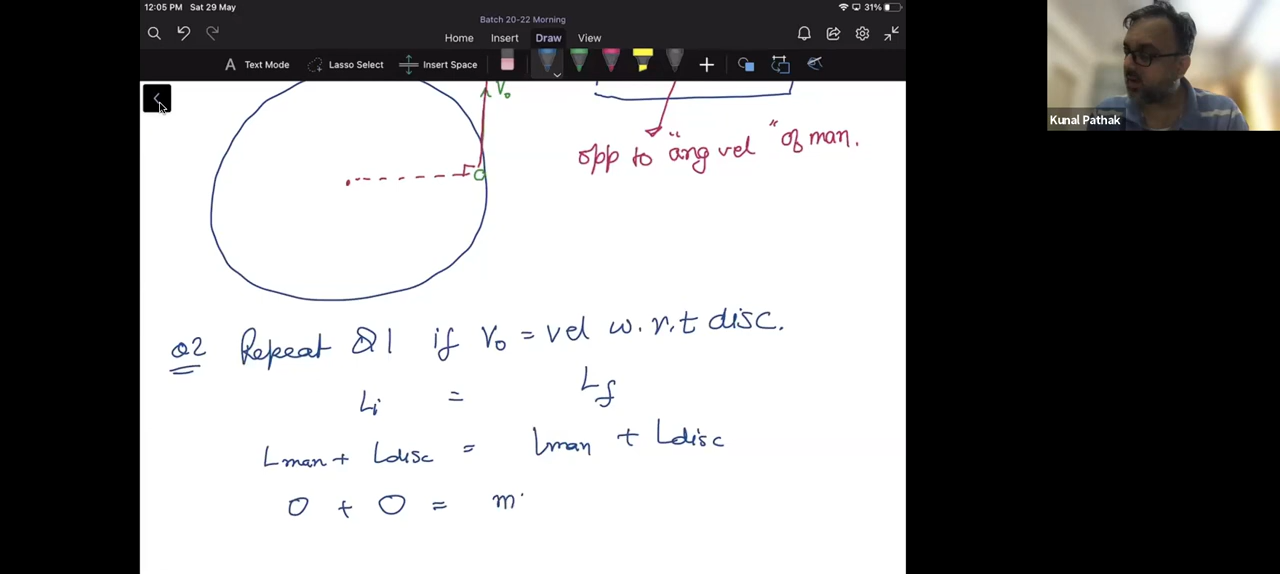 12:05 PM Sat 29 May
31%
Batch 20-22 Morning
Home Insert Draw View
Text Mode Lasso Select Insert Space
Kunal Pathak
V₀
opp to "ang vel" of man.
Q2 Repeat Q1 if V₀ = vel w.r.t disc.
Li = Lf
Lman + Ldisc = Lman + Ldisc
0 + 0 = m